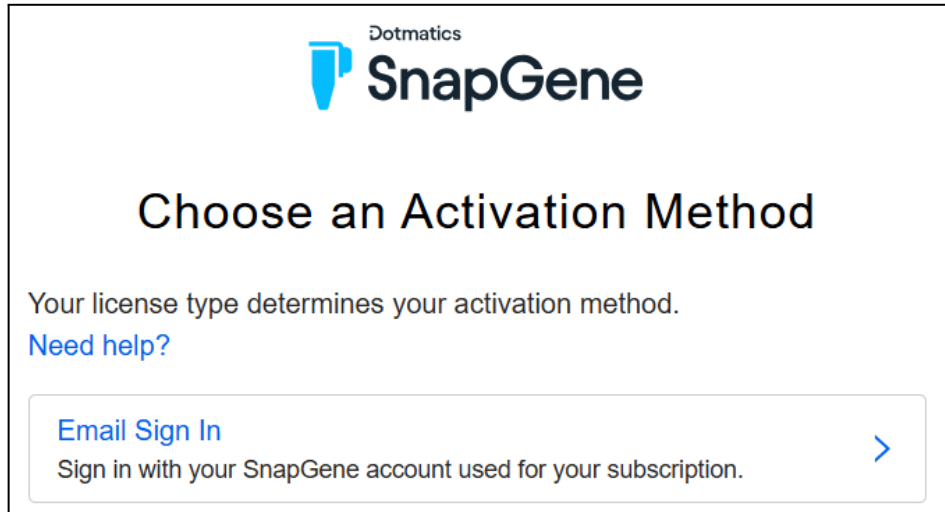 Dotmatics
SnapGene
Choose an Activation Method
Your license type determines your activation method.
Need help?
Email Sign In
Sign in with your SnapGene account used for your subscription.